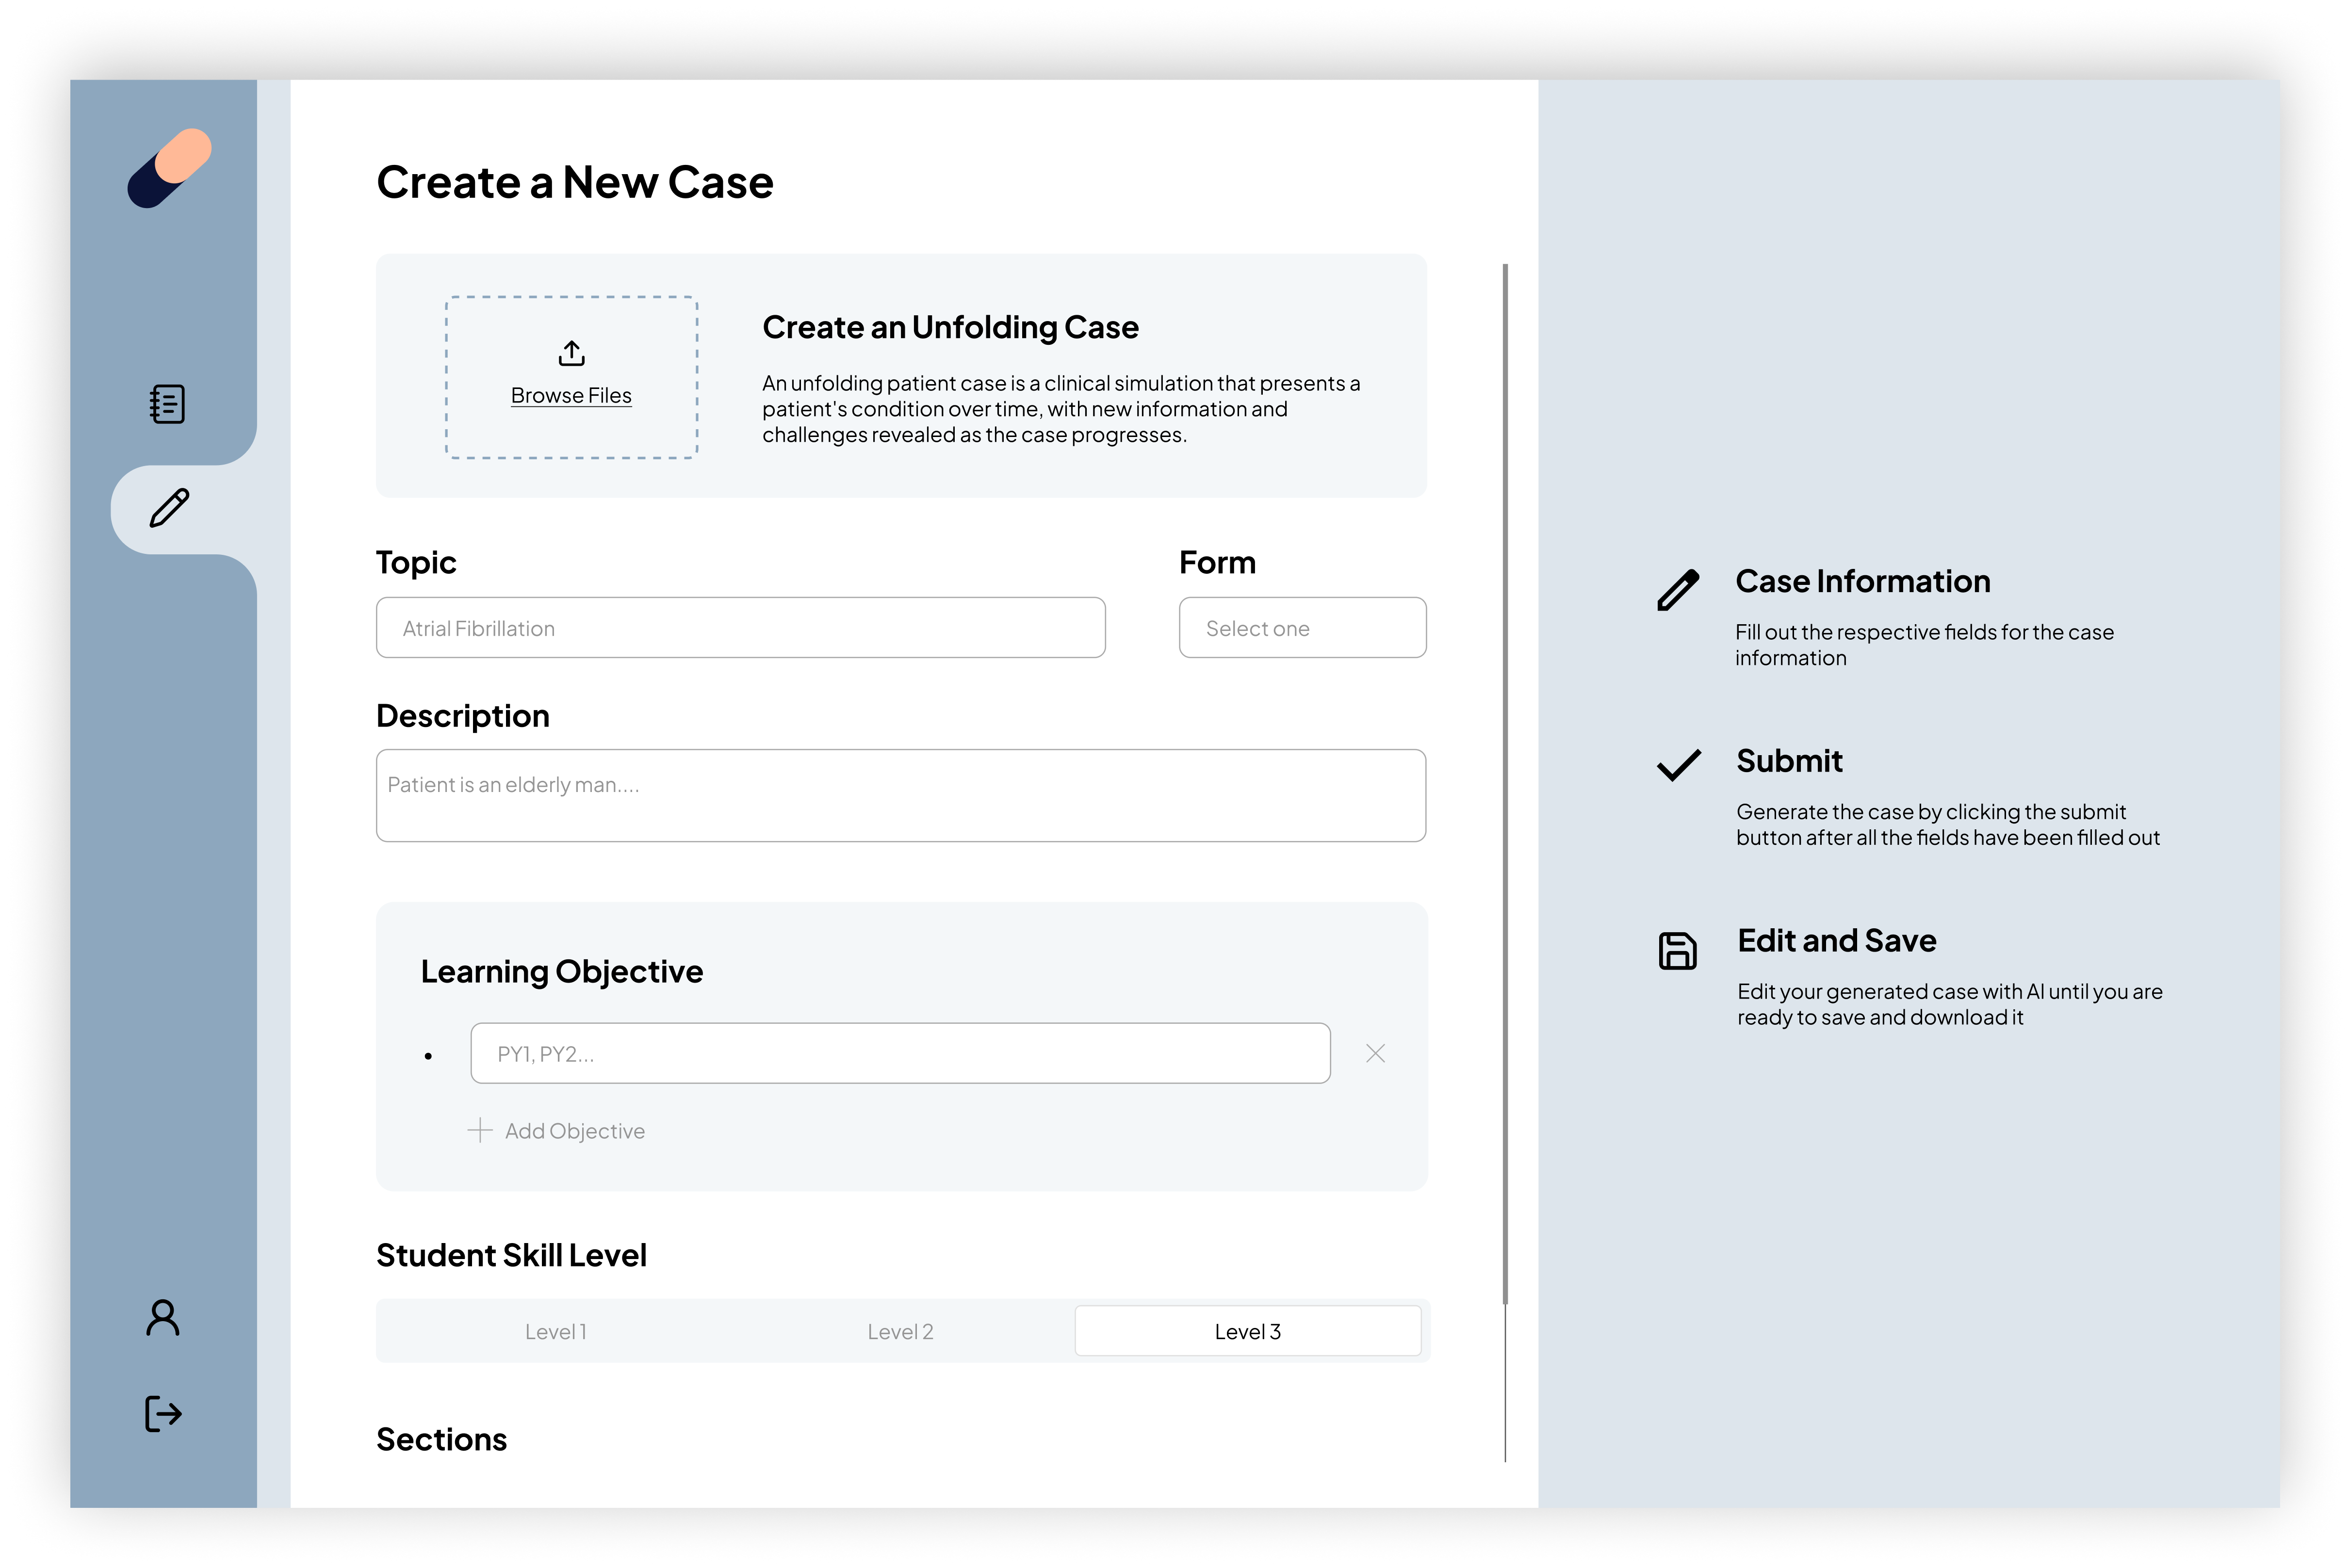 Create a New Case
Browse Files
Create an Unfolding Case
An unfolding patient case is a clinical simulation that presents a
patient's condition over time, with new information and
challenges revealed as the case progresses.
Topic
Form
Atrial Fibrillation
Select one
Description
Patient is an elderly man....
Learning Objective
• PY1, PY2...
Add Objective
Student Skill Level
Level 1
Level 2
Level 3
Sections
Case Information
Fill out the respective fields for the case
information
Submit
Generate the case by clicking the submit
button after all the fields have been filled out
Edit and Save
Edit your generated case with AI until you are
ready to save and download it